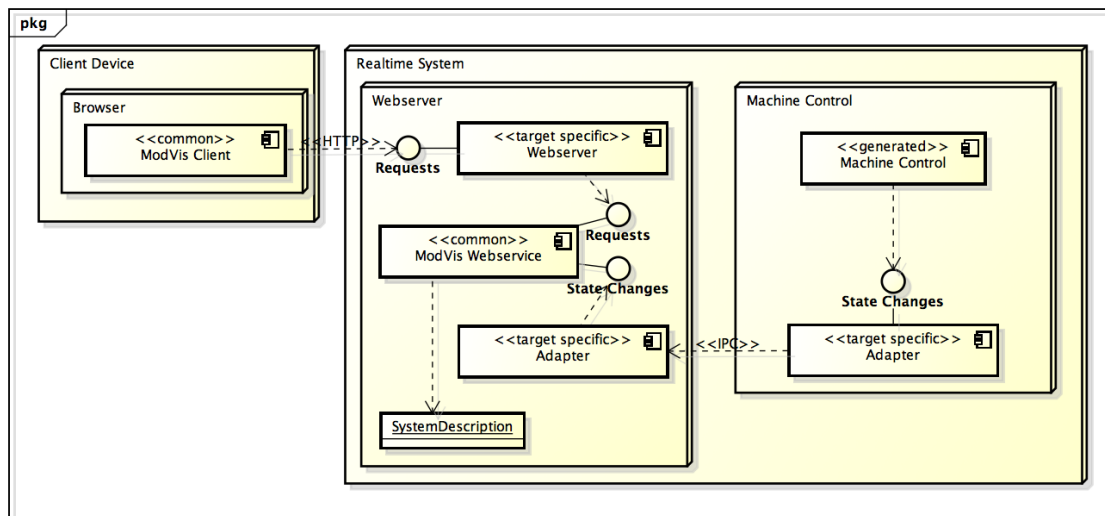 pkg
Client Device
Browser
<<common>>
ModVis Client
<<HTTP>>
Realtime System
Webserver
Requests
<<target specific>>
Webserver
Requests
<<common>>
ModVis Webservice
State Changes
<<target specific>>
Adapter
SystemDescription
<<IPC>>
Machine Control
<<generated>>
Machine Control
State Changes
<<target specific>>
Adapter